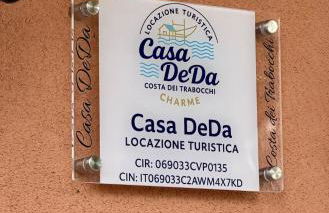 LOCAZIONE TURISTICA
Casa
DeDa
COSTA DEI TRABOCCHI
CHARME
Casa DeDa
LOCAZIONE TURISTICA
CIR: 069033CVP0135
CIN: IT069033C2AWM4X7KD
Casa DeDa
Costa dei Trabocchi